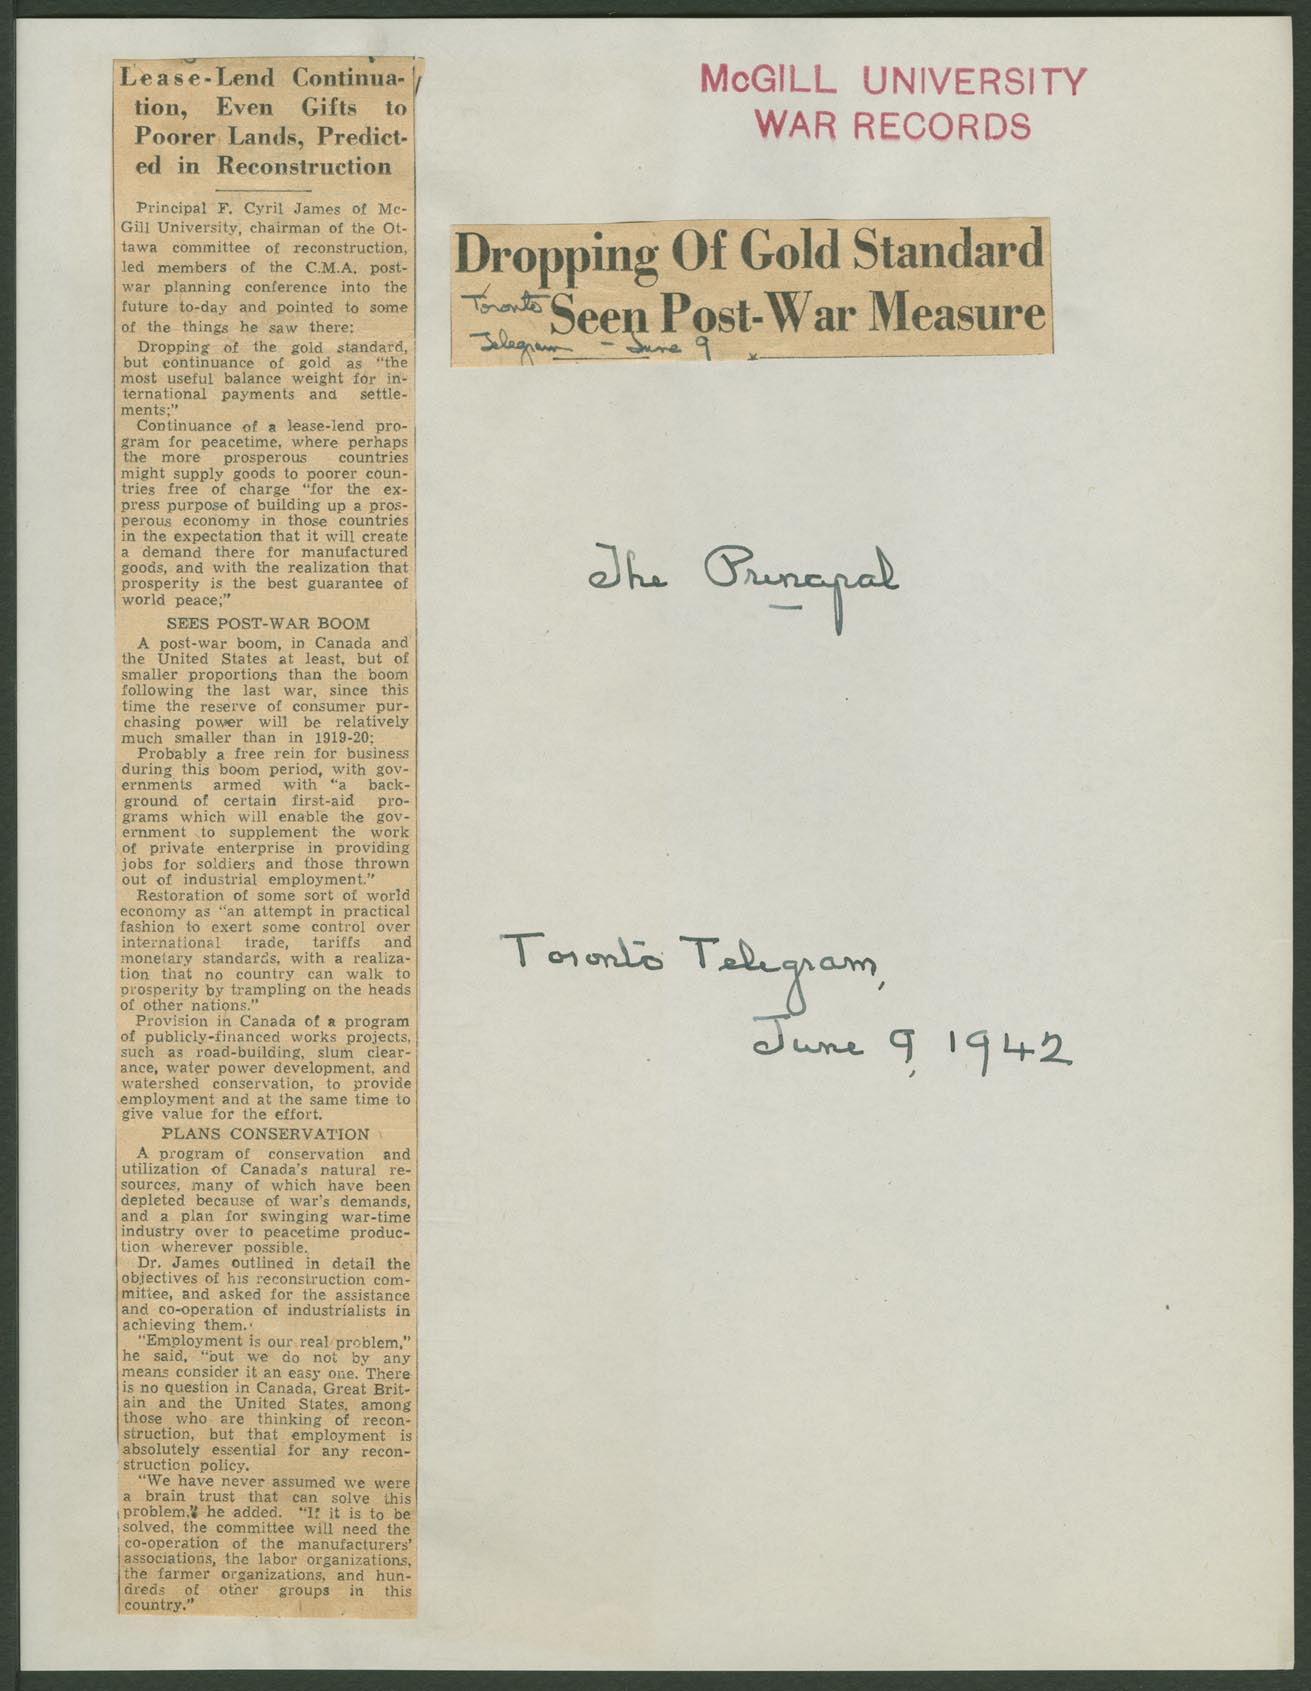 McGILL UNIVERSITY
WAR RECORDS
Dropping Of Gold Standard
Seen Post-War Measure
Toronto
Telegram - June 9
Lease-Lend Continua-
tion, Even Gifts to
Poorer Lands, Predict-
ed in Reconstruction
Principal F. Cyril James of Mc-
Gill University, chairman of the Ot-
tawa committee of reconstruction,
led members of the C.M.A. post-
war planning conference into the
future to-day and pointed to some
of the things he saw there:
Dropping of the gold standard,
but continuance of gold as "the
most useful balance weight for in-
ternational payments and settle-
ments;"
Continuance of a lease-lend pro-
gram for peacetime, where perhaps
the more prosperous countries
might supply goods to poorer coun-
tries free of charge "for the ex-
press purpose of building up a pros-
perous economy in those countries
in the expectation that it will create
a demand there for manufactured
goods, and with the realization that
prosperity is the best guarantee of
world peace;"
SEES POST-WAR BOOM
A post-war boom, in Canada and
the United States at least, but of
smaller proportions than the boom
following the last war, since this
time the reserve of consumer pur-
chasing power will be relatively
much smaller than in 1919-20;
Probably a free rein for business
during this boom period, with gov-
ernments armed with "a back-
ground of certain first-aid pro-
grams which will enable the gov-
ernment to supplement the work
of private enterprise in providing
jobs for soldiers and those thrown
out of industrial employment."
Restoration of some sort of world
economy as "an attempt in practical
fashion to exert some control over
international trade, tariffs and
monetary standards, with a realiza-
tion that no country can walk to
prosperity by trampling on the heads
of other nations."
Provision in Canada of a program
of publicly-financed works projects,
such as road-building, slum clear-
ance, water power development, and
watershed conservation, to provide
employment and at the same time to
give value for the effort.
PLANS CONSERVATION
A program of conservation and
utilization of Canada's natural re-
sources, many of which have been
depleted because of war's demands,
and a plan for swinging war-time
industry over to peacetime produc-
tion wherever possible.
Dr. James outlined in detail the
objectives of his reconstruction com-
mittee, and asked for the assistance
and co-operation of industrialists in
achieving them.
"Employment is our real problem,"
he said, "but we do not by any
means consider it an easy one. There
is no question in Canada, Great Brit-
ain and the United States, among
those who are thinking of recon-
struction, but that employment is
absolutely essential for any recon-
struction policy.
"We have never assumed we were
a brain trust that can solve this
problem," he added. "If it is to be
solved, the committee will need the
co-operation of the manufacturers'
associations, the labor organizations,
the farmer organizations, and hun-
dreds of other groups in this
country."
The Principal
Toronto Telegram,
June 9, 1942